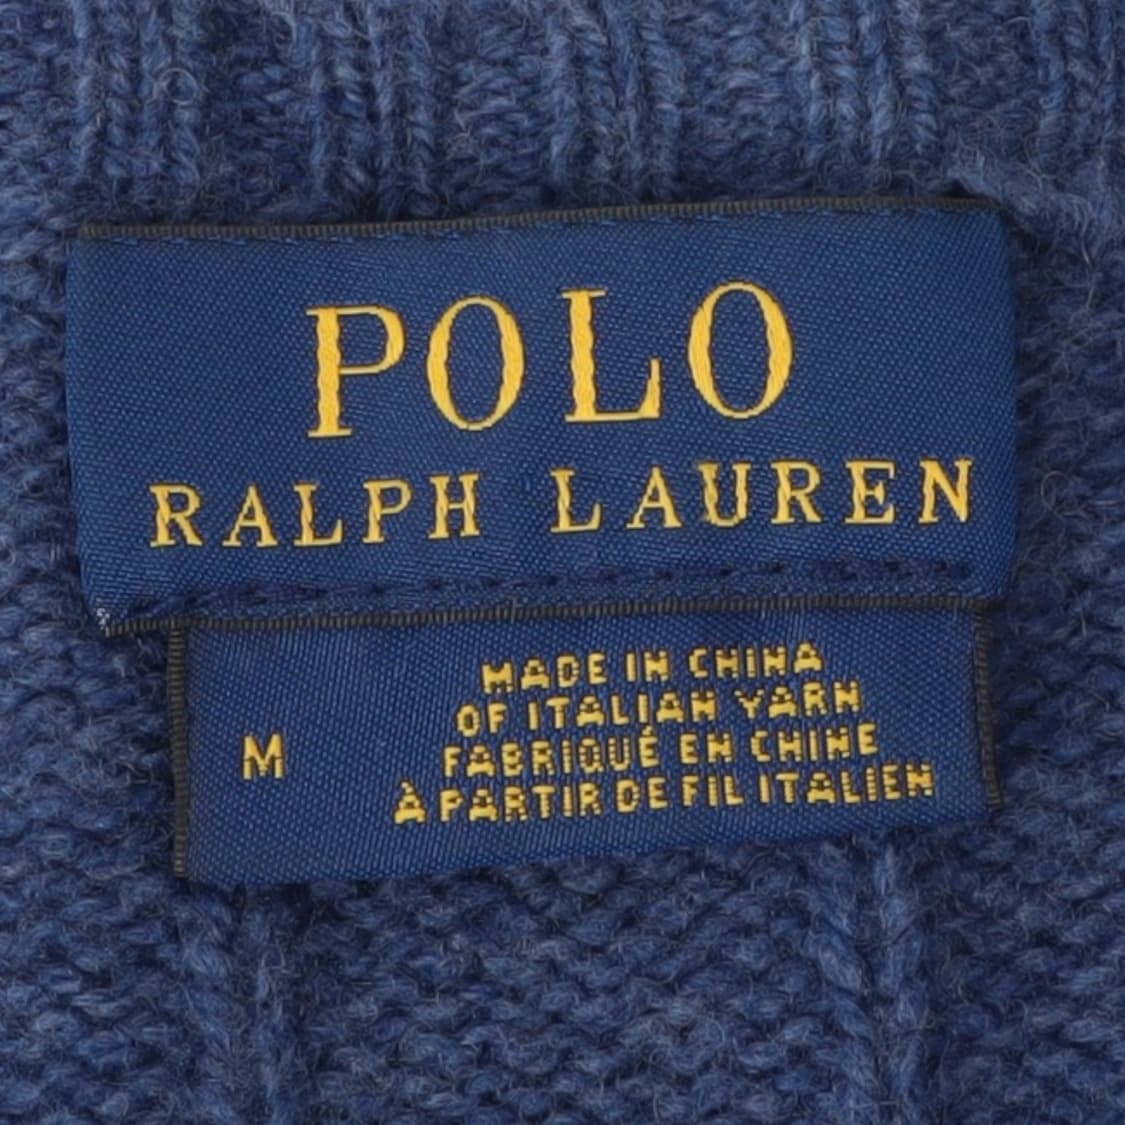 POLO
RALPH LAUREN
M
MADE IN CHINA
OF ITALIAN YARN
FABRIQUÉ EN CHINE
À PARTIR DE FIL ITALIEN